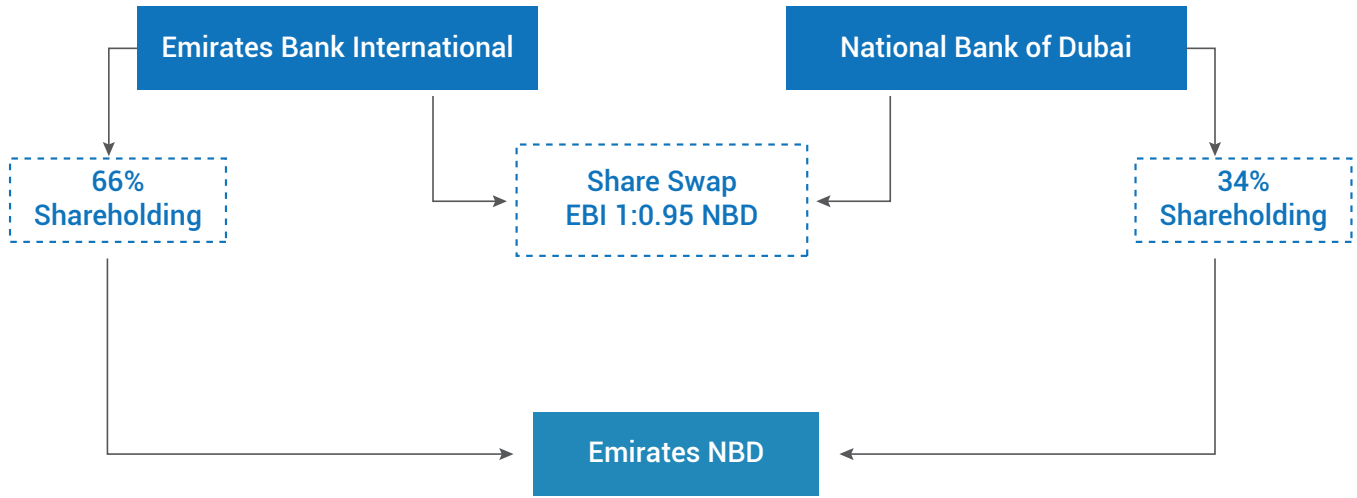 Emirates Bank International
National Bank of Dubai
66%
Shareholding
Share Swap
EBI 1:0.95 NBD
34%
Shareholding
Emirates NBD